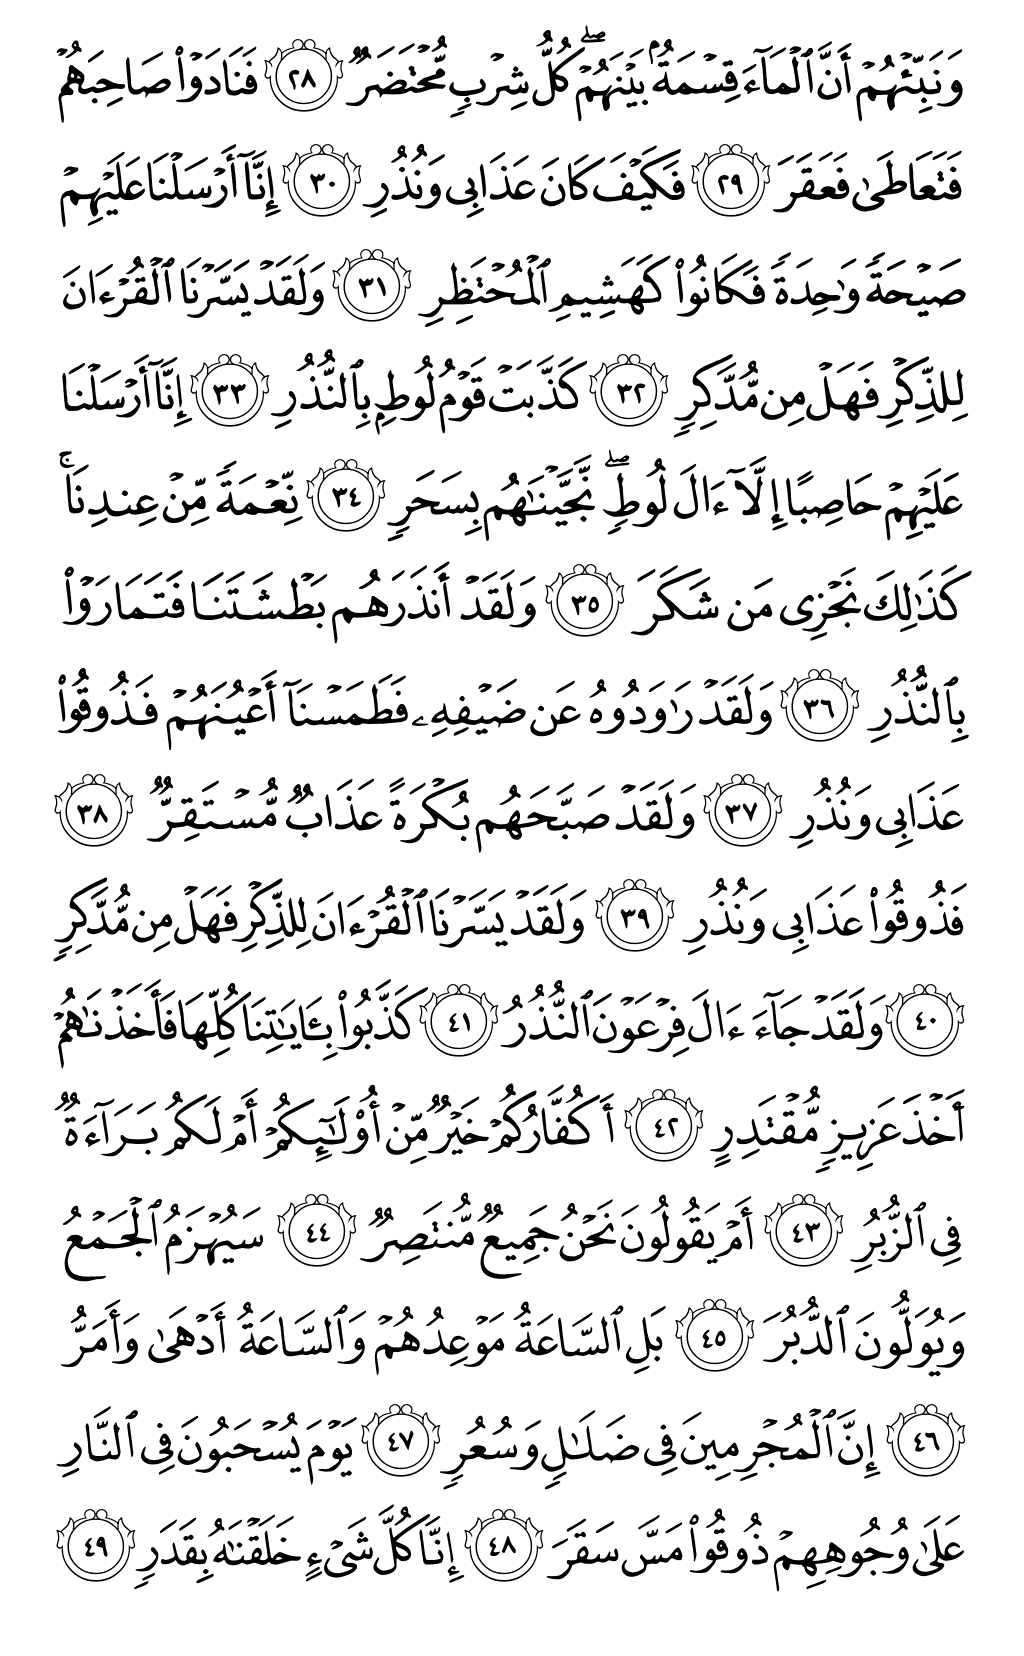 وَنَبِّئْهُمْ أَنَّ ٱلْمَآءَ قِسْمَةٌۢ بَيْنَهُمْ ۖ كُلُّ شِرْبٍۢ مُّحْتَضَرٌۭ ٢٨ فَنَادَوْا۟ صَاحِبَهُمْ
فَتَعَاطَىٰ فَعَقَرَ ٢٩ فَكَيْفَ كَانَ عَذَابِى وَنُذُرِ ٣٠ إِنَّآ أَرْسَلْنَا عَلَيْهِمْ
صَيْحَةًۭ وَٰحِدَةًۭ فَكَانُوا۟ كَهَشِيمِ ٱلْمُحْتَظِرِ ٣١ وَلَقَدْ يَسَّرْنَا ٱلْقُرْءَانَ
لِلذِّكْرِ فَهَلْ مِن مُّدَّكِرٍۢ ٣٢ كَذَّبَتْ قَوْمُ لُوطٍۭ بِٱلنُّذُرِ ٣٣ إِنَّآ أَرْسَلْنَا
عَلَيْهِمْ حَاصِبًا إِلَّآ ءَالَ لُوطٍۢ ۖ نَّجَّيْنَـٰهُم بِسَحَرٍۢ ٣٤ نِّعْمَةًۭ مِّنْ عِندِنَا ۚ
كَذَٰلِكَ نَجْزِى مَن شَكَرَ ٣٥ وَلَقَدْ أَنذَرَهُم بَطْشَتَنَا فَتَمَارَوْا۟
بِٱلنُّذُرِ ٣٦ وَلَقَدْ رَٰوَدُوهُ عَن ضَيْفِهِۦ فَطَمَسْنَآ أَعْيُنَهُمْ فَذُوقُوا۟
عَذَابِى وَنُذُرِ ٣٧ وَلَقَدْ صَبَّحَهُم بُكْرَةً عَذَابٌۭ مُّسْتَقِرٌّۭ ٣٨
فَذُوقُوا۟ عَذَابِى وَنُذُرِ ٣٩ وَلَقَدْ يَسَّرْنَا ٱلْقُرْءَانَ لِلذِّكْرِ فَهَلْ مِن مُّدَّكِرٍۢ
٤٠ وَلَقَدْ جَآءَ ءَالَ فِرْعَوْنَ ٱلنُّذُرُ ٤١ كَذَّبُوا۟ بِـَٔايَـٰتِنَا كُلِّهَا فَأَخَذْنَـٰهُمْ
أَخْذَ عَزِيزٍۢ مُّقْتَدِرٍ ٤٢ أَكُفَّارُكُمْ خَيْرٌۭ مِّنْ أُو۟لَـٰٓئِكُمْ أَمْ لَكُم بَرَآءَةٌۭ
فِى ٱلزُّبُرِ ٤٣ أَمْ يَقُولُونَ نَحْنُ جَمِيعٌۭ مُّنتَصِرٌۭ ٤٤ سَيُهْزَمُ ٱلْجَمْعُ
وَيُوَلُّونَ ٱلدُّبُرَ ٤٥ بَلِ ٱلسَّاعَةُ مَوْعِدُهُمْ وَٱلسَّاعَةُ أَدْهَىٰ وَأَمَرُّ
٤٦ إِنَّ ٱلْمُجْرِمِينَ فِى ضَلَـٰلٍۢ وَسُعُرٍۢ ٤٧ يَوْمَ يُسْحَبُونَ فِى ٱلنَّارِ
عَلَىٰ وُجُوهِهِمْ ذُوقُوا۟ مَسَّ سَقَرَ ٤٨ إِنَّا كُلَّ شَىْءٍ خَلَقْنَـٰهُ بِقَدَرٍۢ ٤٩